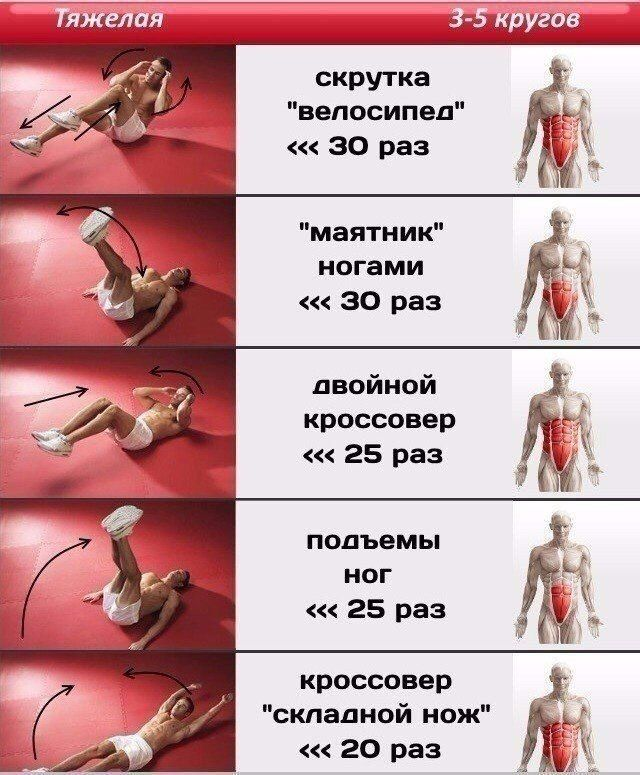 Тяжелая 3-5 кругов
скрутка
"велосипед"
<<< 30 раз
"маятник"
ногами
<<< 30 раз
двойной
кроссовер
<<< 25 раз
подъемы
ног
<<< 25 раз
кроссовер
"складной нож"
<<< 20 раз